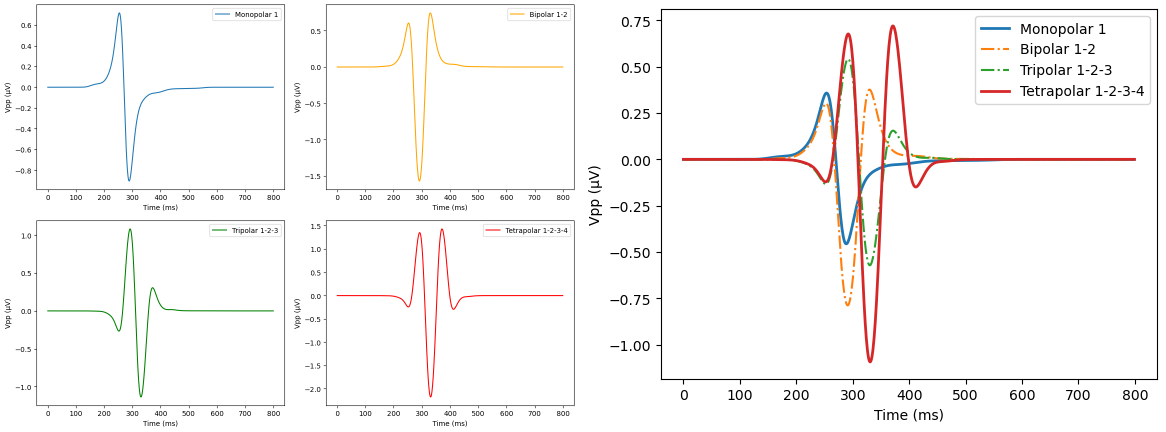 Monopolar 1
0.6
0.4
0.2
0.0
−0.2
−0.4
−0.6
−0.8
Vpp (μV)
0 100 200 300 400 500 600 700 800
Time (ms)
Bipolar 1-2
0.5
0.0
−0.5
−1.0
−1.5
Vpp (μV)
0 100 200 300 400 500 600 700 800
Time (ms)
Tripolar 1-2-3
1.0
0.5
0.0
−0.5
−1.0
Vpp (μV)
0 100 200 300 400 500 600 700 800
Time (ms)
Tetrapolar 1-2-3-4
1.5
1.0
0.5
0.0
−0.5
−1.0
−1.5
−2.0
Vpp (μV)
0 100 200 300 400 500 600 700 800
Time (ms)
Monopolar 1
Bipolar 1-2
Tripolar 1-2-3
Tetrapolar 1-2-3-4
0.75
0.50
0.25
0.00
−0.25
−0.50
−0.75
−1.00
Vpp (μV)
0 100 200 300 400 500 600 700 800
Time (ms)